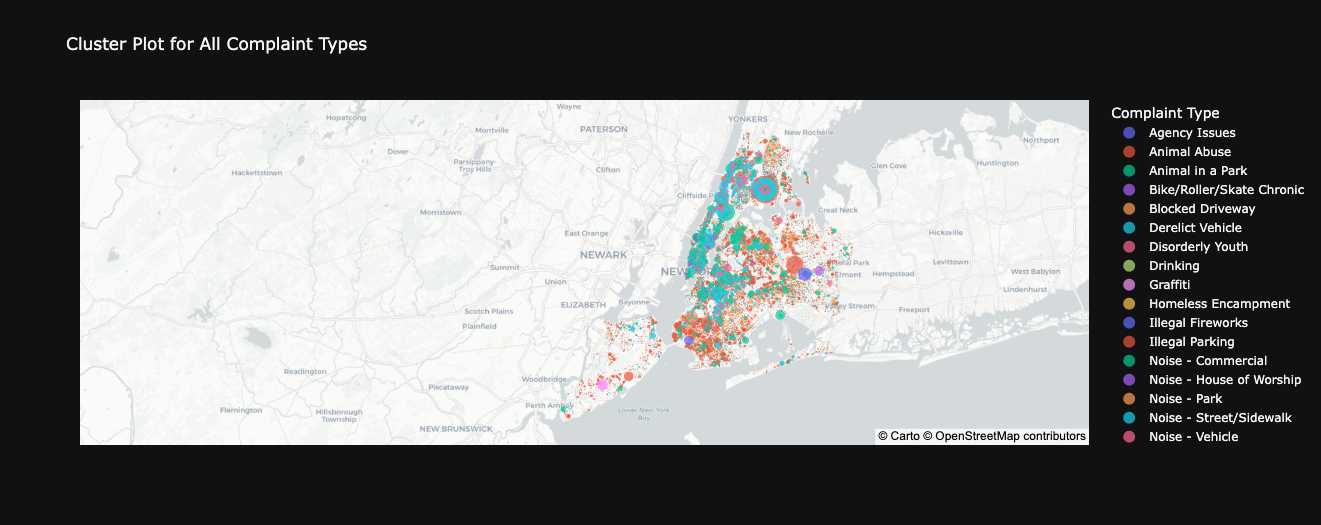 Cluster Plot for All Complaint Types
Wayne
YONKERS
Hopatcong
Montville
PATERSON
New Rochelle
Northport
Dover
Parsippany-
Troy Hills
Clifton
Glen Cove
Huntington
Hackettstown
Cliffside
Morristown
Great Neck
East Orange
Hicksville
NEWARK
Levittown
Summit
NEW
Elmont
Hempstead
West Babylon
Union
Lindenhurst
ELIZABETH
Bayonne
Valley Stream
Freeport
Scotch Plains
Plainfield
Readington
Woodbridge
Piscataway
Perth Am
Flemington
Hillsborough
Township
Lower New York
Bay
NEW BRUNSWICK
© Carto © OpenStreetMap contributors
Complaint Type
Agency Issues
Animal Abuse
Animal in a Park
Bike/Roller/Skate Chronic
Blocked Driveway
Derelict Vehicle
Disorderly Youth
Drinking
Graffiti
Homeless Encampment
Illegal Fireworks
Illegal Parking
Noise - Commercial
Noise - House of Worship
Noise - Park
Noise - Street/Sidewalk
Noise - Vehicle